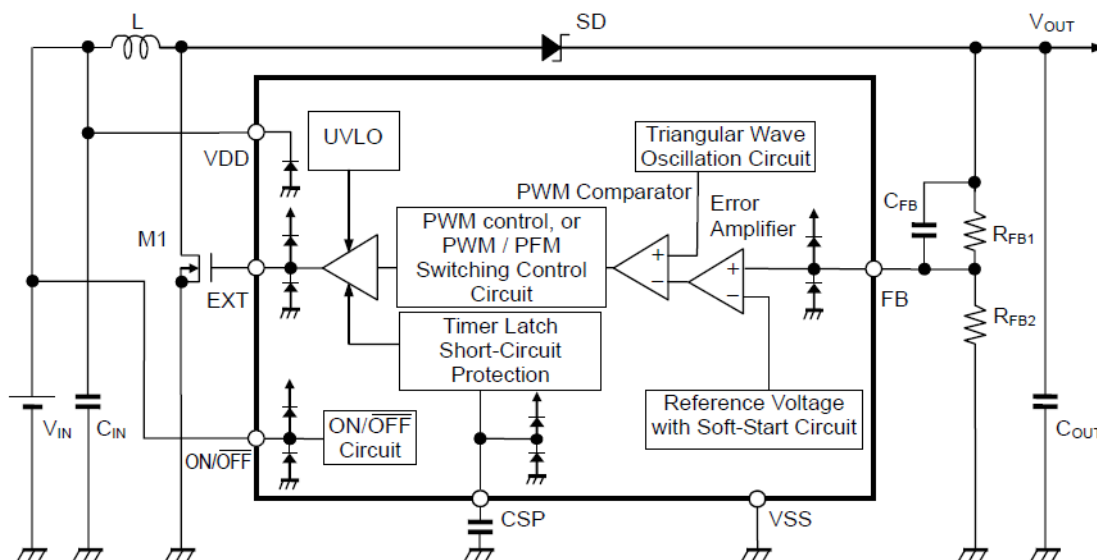 L
SD
VOUT
UVLO
VDD
Triangular Wave
Oscillation Circuit
PWM Comparator
Error
Amplifier
CFB
RFB1
M1
PWM control, or
PWM / PFM
Switching Control
Circuit
+
−
+
−
EXT
FB
RFB2
Timer Latch
Short-Circuit
Protection
VIN
CIN
ON/O̅F̅F̅
ON/O̅F̅F̅
Circuit
Reference Voltage
with Soft-Start Circuit
COUT
CSP
VSS